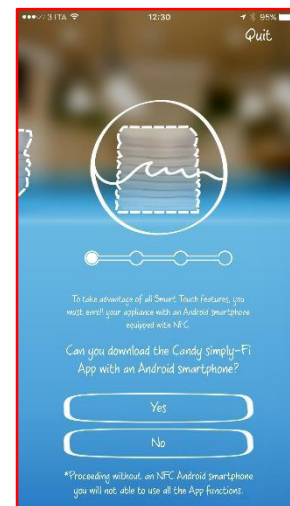 3 ITA 12:30 95%
Quit
To take advantage of all Smart Touch features, you
must enroll your appliance with an Android smartphone
equipped with NFC.
Can you download the Candy simply-Fi
App with an Android smartphone?
Yes
No
*Proceeding without an NFC Android smartphone
you will not able to use all the App functions.